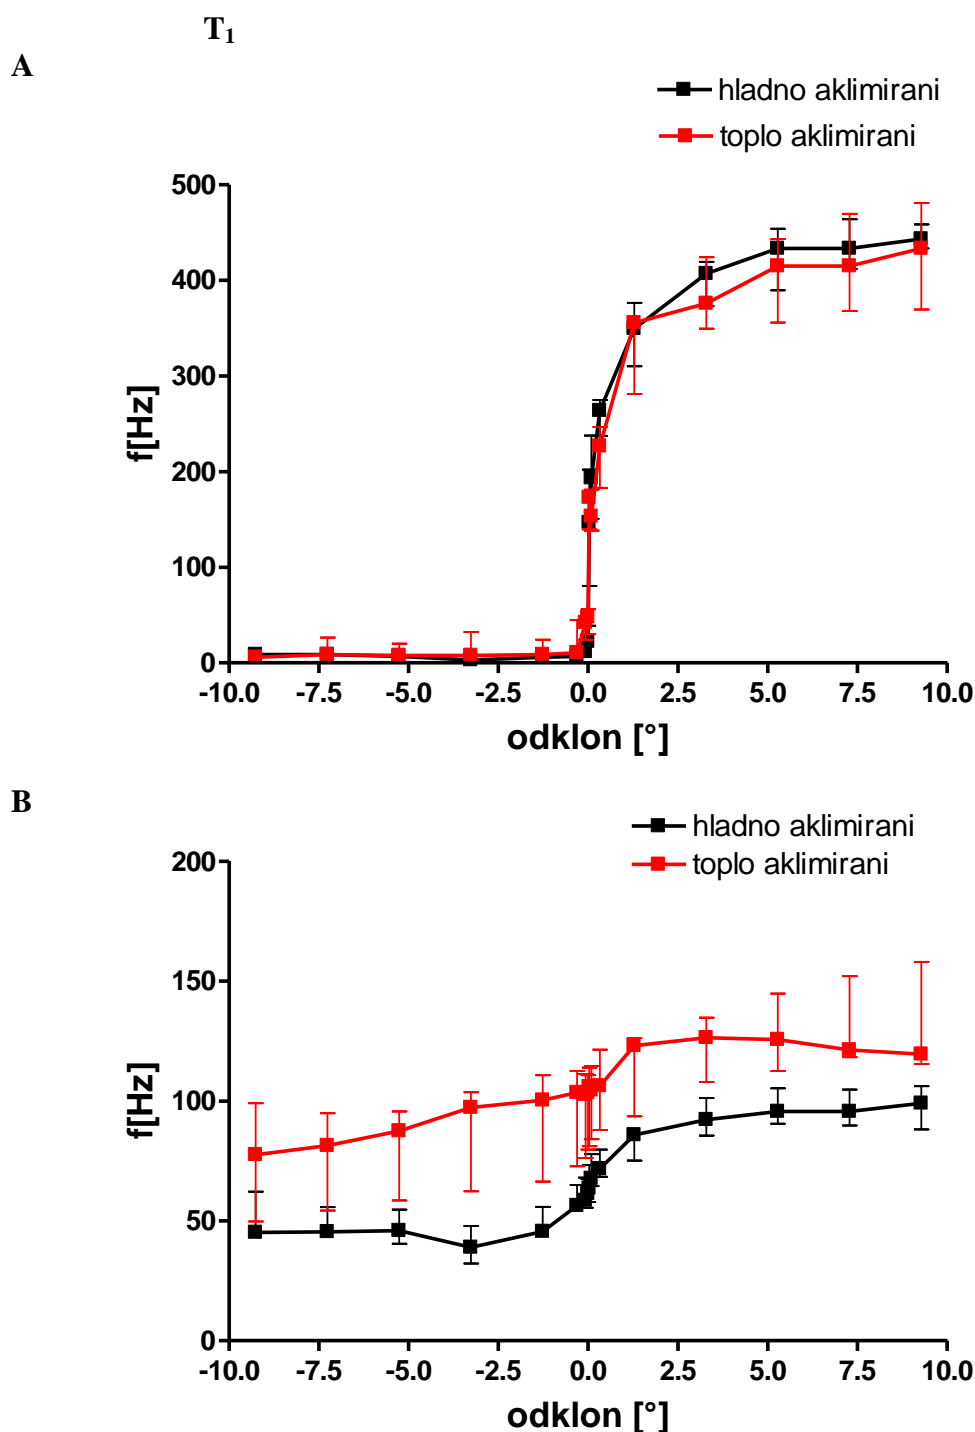 T1
A
hladno aklimirani
toplo aklimirani
500
400
300
200
100
0
f[Hz]
-10.0 -7.5 -5.0 -2.5 0.0 2.5 5.0 7.5 10.0
odklon [°]
B
hladno aklimirani
toplo aklimirani
200
150
100
50
0
f[Hz]
-10.0 -7.5 -5.0 -2.5 0.0 2.5 5.0 7.5 10.0
odklon [°]